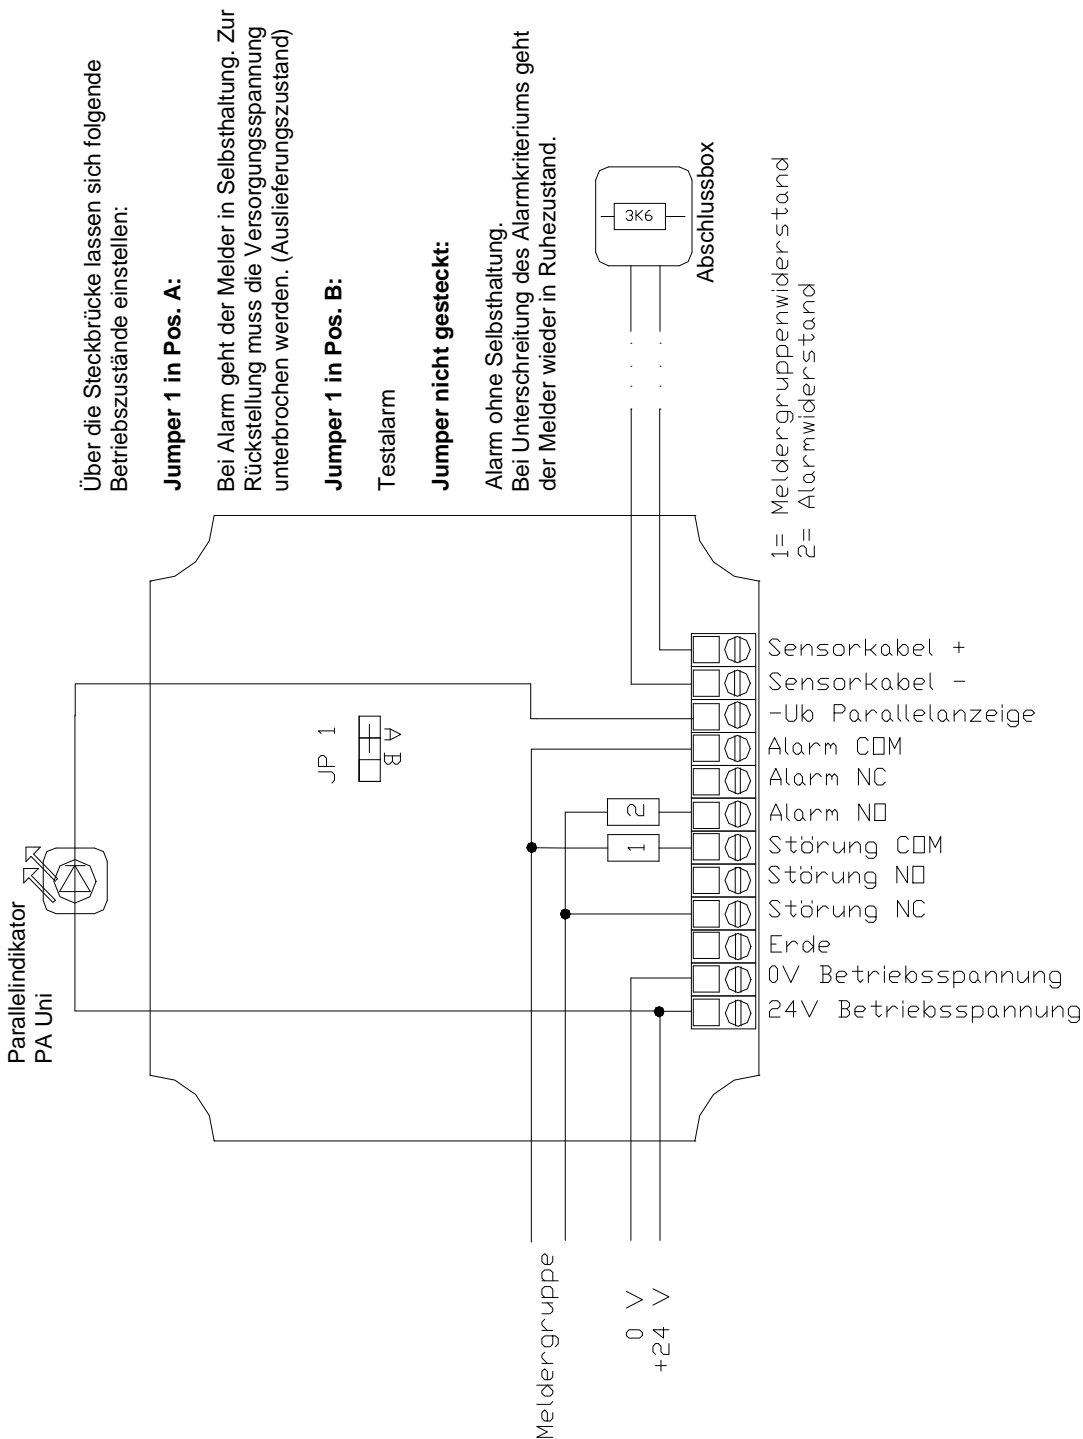 Parallelindikator
PA Uni
Über die Steckbrücke lassen sich folgende
Betriebszustände einstellen:
Jumper 1 in Pos. A:
Bei Alarm geht der Melder in Selbsthaltung. Zur
Rückstellung muss die Versorgungsspannung
unterbrochen werden. (Auslieferungszustand)
Jumper 1 in Pos. B:
Testalarm
Jumper nicht gesteckt:
Alarm ohne Selbsthaltung.
Bei Unterschreitung des Alarmkriteriums geht
der Melder wieder in Ruhezustand.
JP 1
A
B
3K6
Abschlussbox
1= Meldergruppenwiderstand
2= Alarmwiderstand
2
1
Meldergruppe
0 V
+24 V
Sensorkabel +
Sensorkabel -
-Ub Parallelanzeige
Alarm COM
Alarm NC
Alarm NO
Störung COM
Störung NO
Störung NC
Erde
0V Betriebsspannung
24V Betriebsspannung